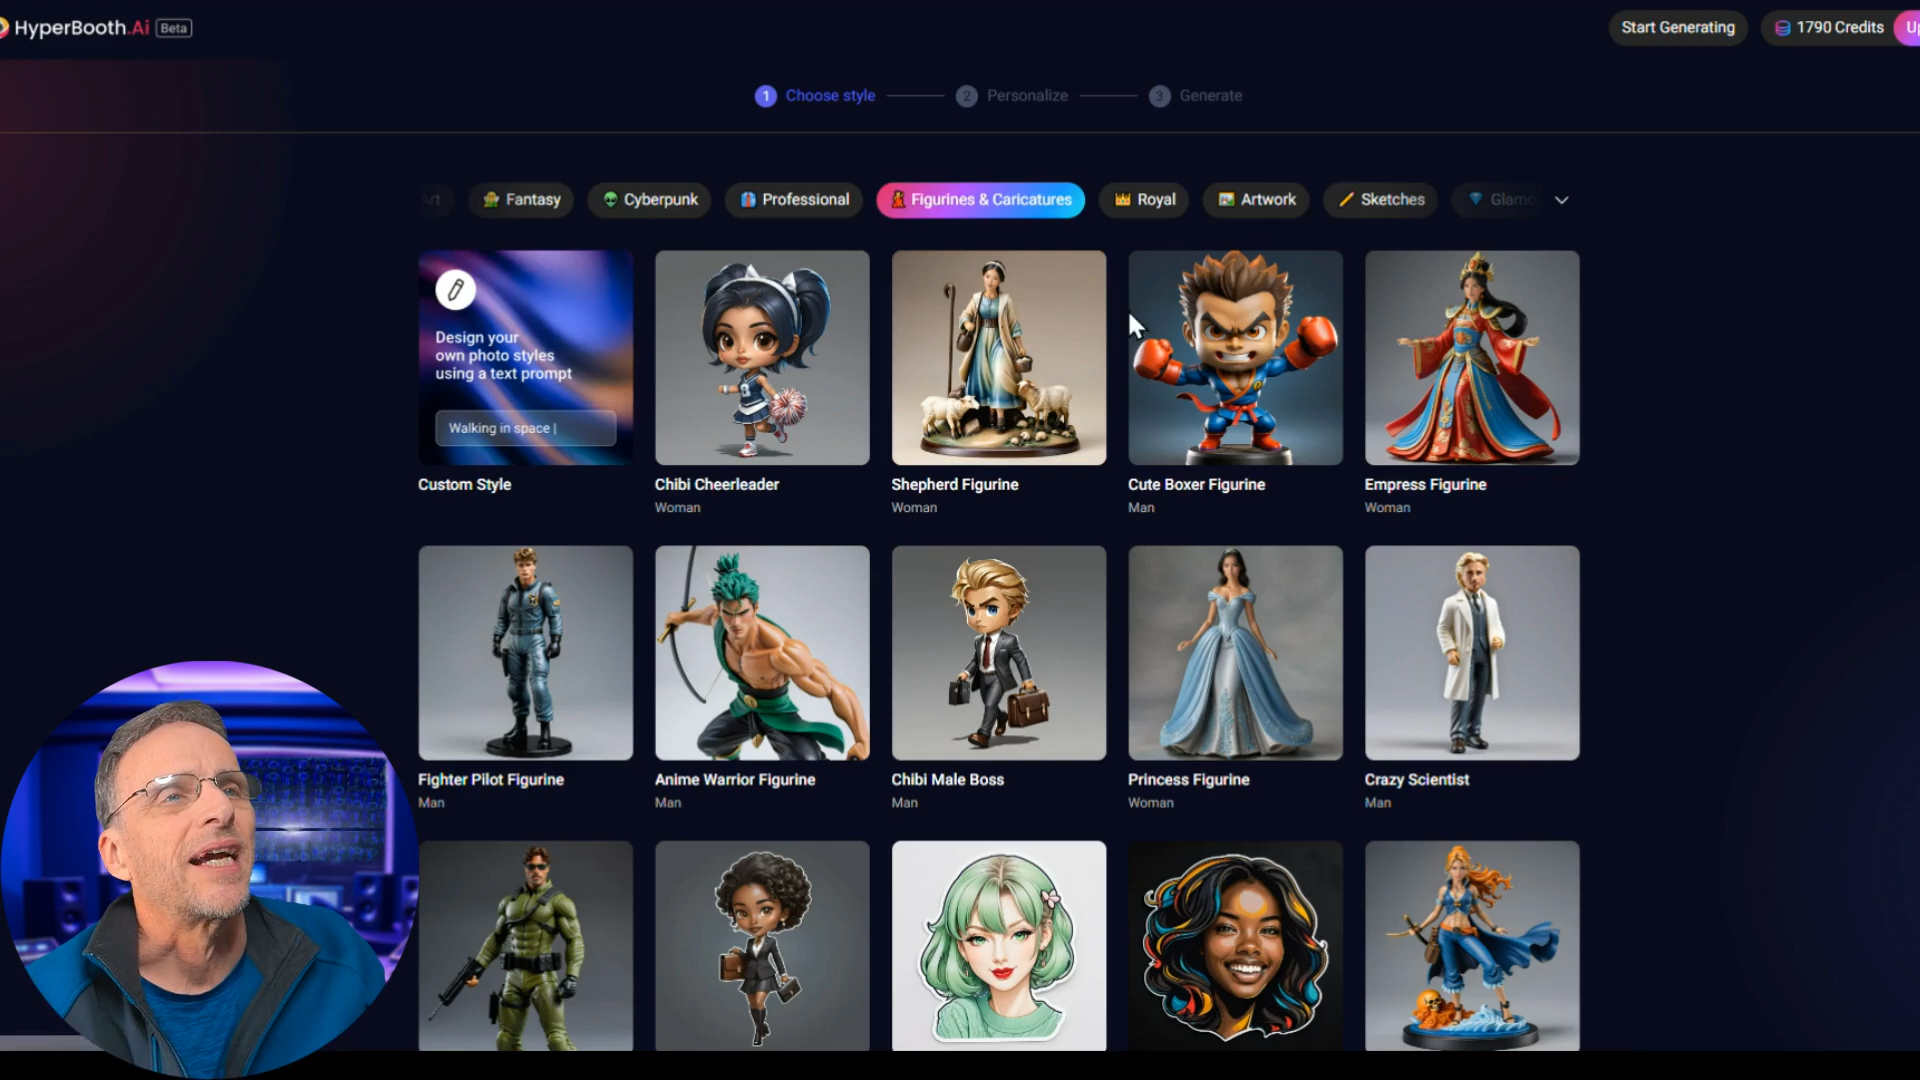 HyperBooth.Ai Beta
Start Generating
1790 Credits
1 Choose style
2 Personalize
3 Generate
Fantasy
Cyberpunk
Professional
Figurines & Caricatures
Royal
Artwork
Sketches
Design your
own photo styles
using a text prompt
Walking in space |
Custom Style
Chibi Cheerleader
Woman
Shepherd Figurine
Woman
Cute Boxer Figurine
Man
Empress Figurine
Woman
Fighter Pilot Figurine
Man
Anime Warrior Figurine
Man
Chibi Male Boss
Man
Princess Figurine
Woman
Crazy Scientist
Man